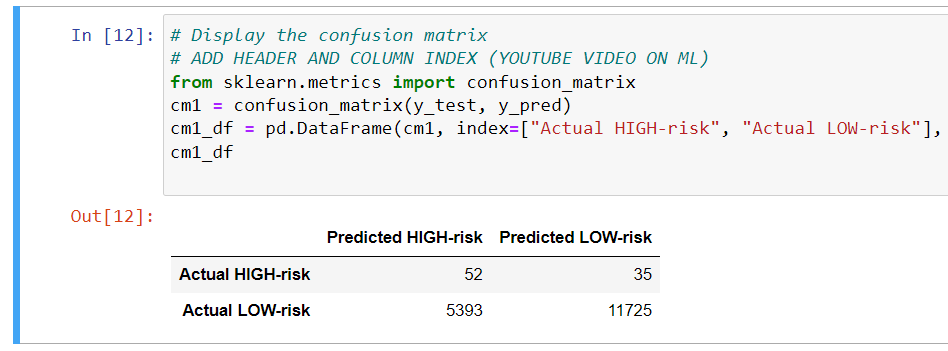 In [12]: # Display the confusion matrix
# ADD HEADER AND COLUMN INDEX (YOUTUBE VIDEO ON ML)
from sklearn.metrics import confusion_matrix
cm1 = confusion_matrix(y_test, y_pred)
cm1_df = pd.DataFrame(cm1, index=["Actual HIGH-risk", "Actual LOW-risk"],
cm1_df
Out[12]:
Predicted HIGH-risk Predicted LOW-risk
Actual HIGH-risk 52 35
Actual LOW-risk 5393 11725